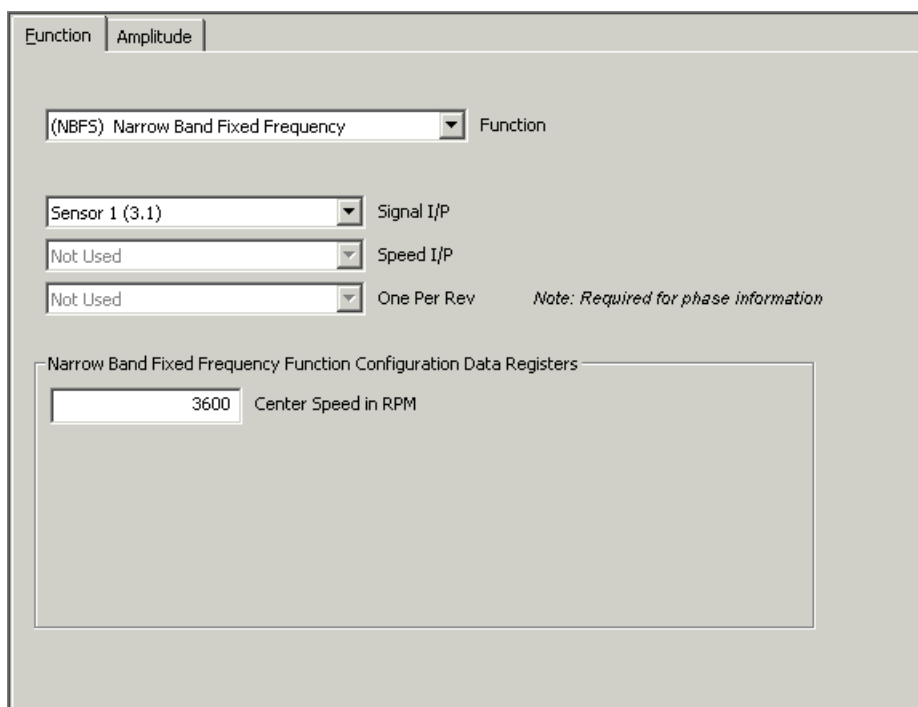 Function Amplitude
(NBFS) Narrow Band Fixed Frequency Function
Sensor 1 (3.1) Signal I/P
Not Used Speed I/P
Not Used One Per Rev Note: Required for phase information
Narrow Band Fixed Frequency Function Configuration Data Registers
3600 Center Speed in RPM